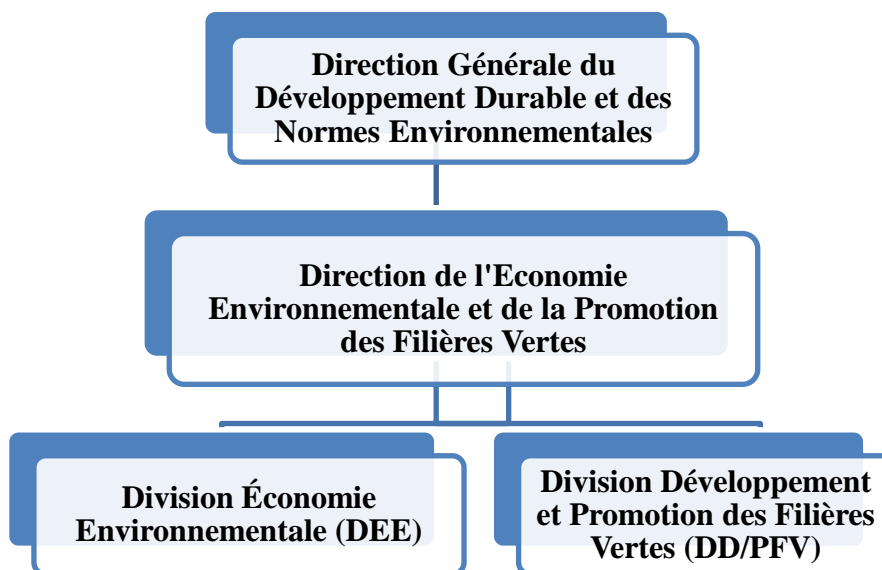 Direction Générale du
Développement Durable et des
Normes Environnementales
Direction de l'Economie
Environnementale et de la Promotion
des Filières Vertes
Division Économie
Environnementale (DEE)
Division Développement
et Promotion des Filières
Vertes (DD/PFV)